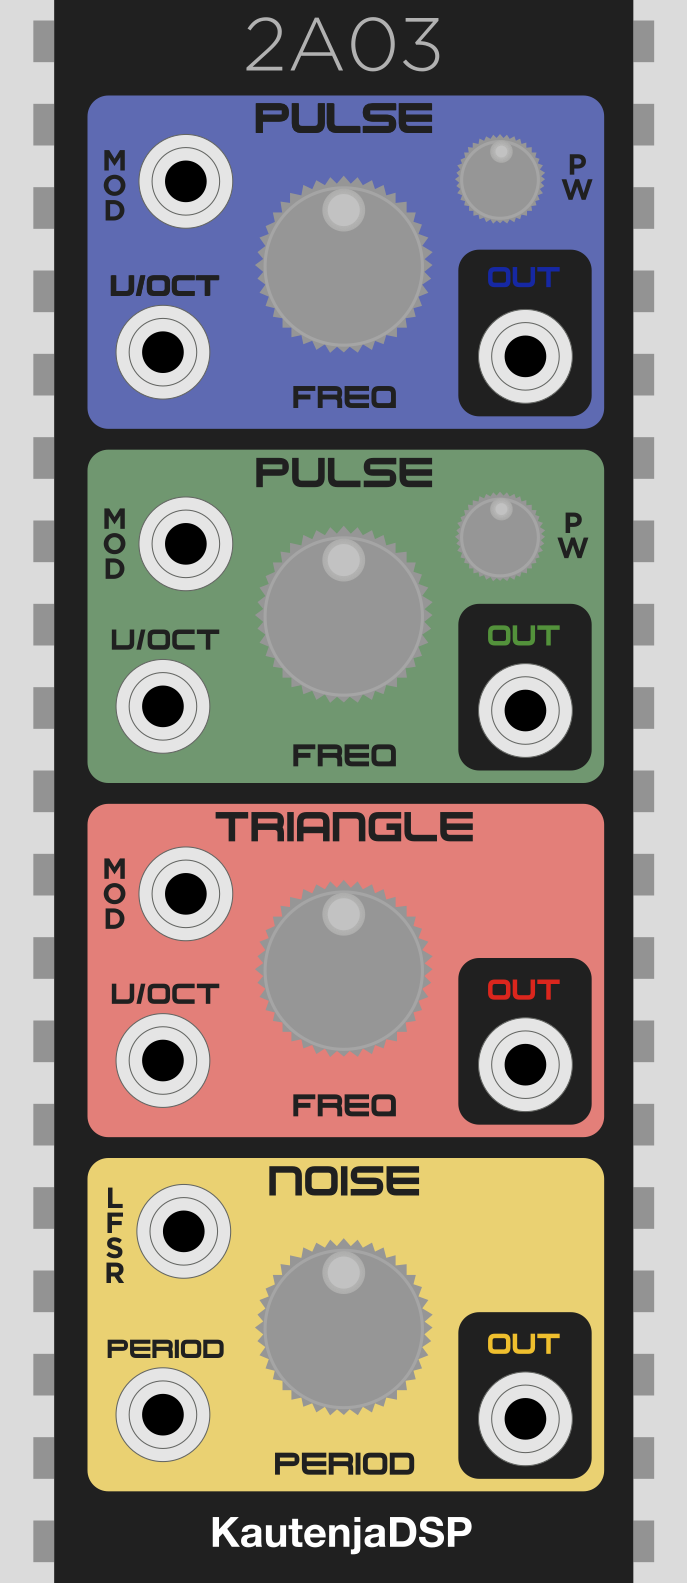 2A03
PULSE
MOD
PW
V/OCT
OUT
FREQ
PULSE
MOD
PW
V/OCT
OUT
FREQ
TRIANGLE
MOD
V/OCT
OUT
FREQ
NOISE
LFSR
PERIOD
OUT
PERIOD
KautenjaDSP